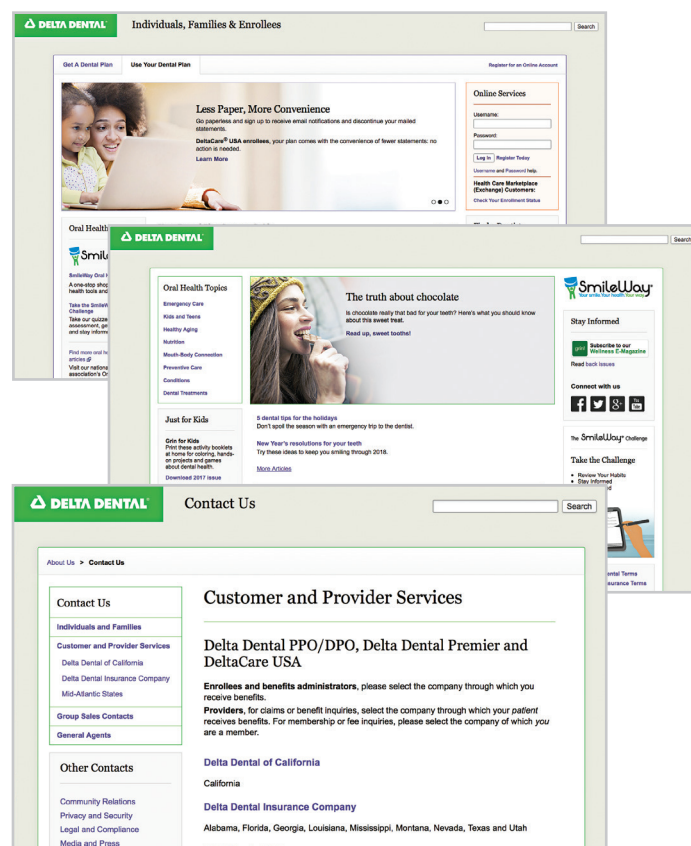 DELTA DENTAL
Individuals, Families & Enrollees
Search
Get A Dental Plan
Use Your Dental Plan
Register for an Online Account
Less Paper, More Convenience
Go paperless and sign up to receive email notifications and discontinue your mailed
statements.
DeltaCare® USA enrollees, your plan comes with the convenience of fewer statements: no
action is needed.
Learn More
Online Services
Username:
Password:
Log In
Register Today
Username and Password help.
Health Care Marketplace
(Exchange) Customers:
Check Your Enrollment Status
Oral Health
SmileWay Oral
A one-stop shop
health tools and
Take the SmileW
Challenge
Take our quizze
assessment, ge
and stay informe
Find more oral h
articles
Visit our nationa
association's Or
DELTA DENTAL
Search
Oral Health Topics
Emergency Care
Kids and Teens
Healthy Aging
Nutrition
Mouth-Body Connection
Preventive Care
Conditions
Dental Treatments
The truth about chocolate
Is chocolate really that bad for your teeth? Here's what you should know
about this sweet treat.
Read up, sweet tooths!
Just for Kids
Grin for Kids
Print these activity booklets
at home for coloring, hands-
on projects and games
about dental health.
Download 2017 issue
5 dental tips for the holidays
Don't spoil the season with an emergency trip to the dentist.
New Year's resolutions for your teeth
Try these ideas to keep you smiling through 2018.
More Articles
SmileWay
Your smile. Your health. Your way.
Stay Informed
grin!
Subscribe to our
Wellness E-Magazine
Read back issues
Connect with us
The SmileWay Challenge
Take the Challenge
• Review Your Habits
• Stay Informed
ental Terms
surance Terms
DELTA DENTAL
Contact Us
Search
About Us > Contact Us
Contact Us
Individuals and Families
Customer and Provider Services
Delta Dental of California
Delta Dental Insurance Company
Mid-Atlantic States
Group Sales Contacts
General Agents
Other Contacts
Community Relations
Privacy and Security
Legal and Compliance
Media and Press
Customer and Provider Services
Delta Dental PPO/DPO, Delta Dental Premier and
DeltaCare USA
Enrollees and benefits administrators, please select the company through which you
receive benefits.
Providers, for claims or benefit inquiries, select the company through which your patient
receives benefits. For membership or fee inquiries, please select the company of which you
are a member.
Delta Dental of California
California
Delta Dental Insurance Company
Alabama, Florida, Georgia, Louisiana, Mississippi, Montana, Nevada, Texas and Utah